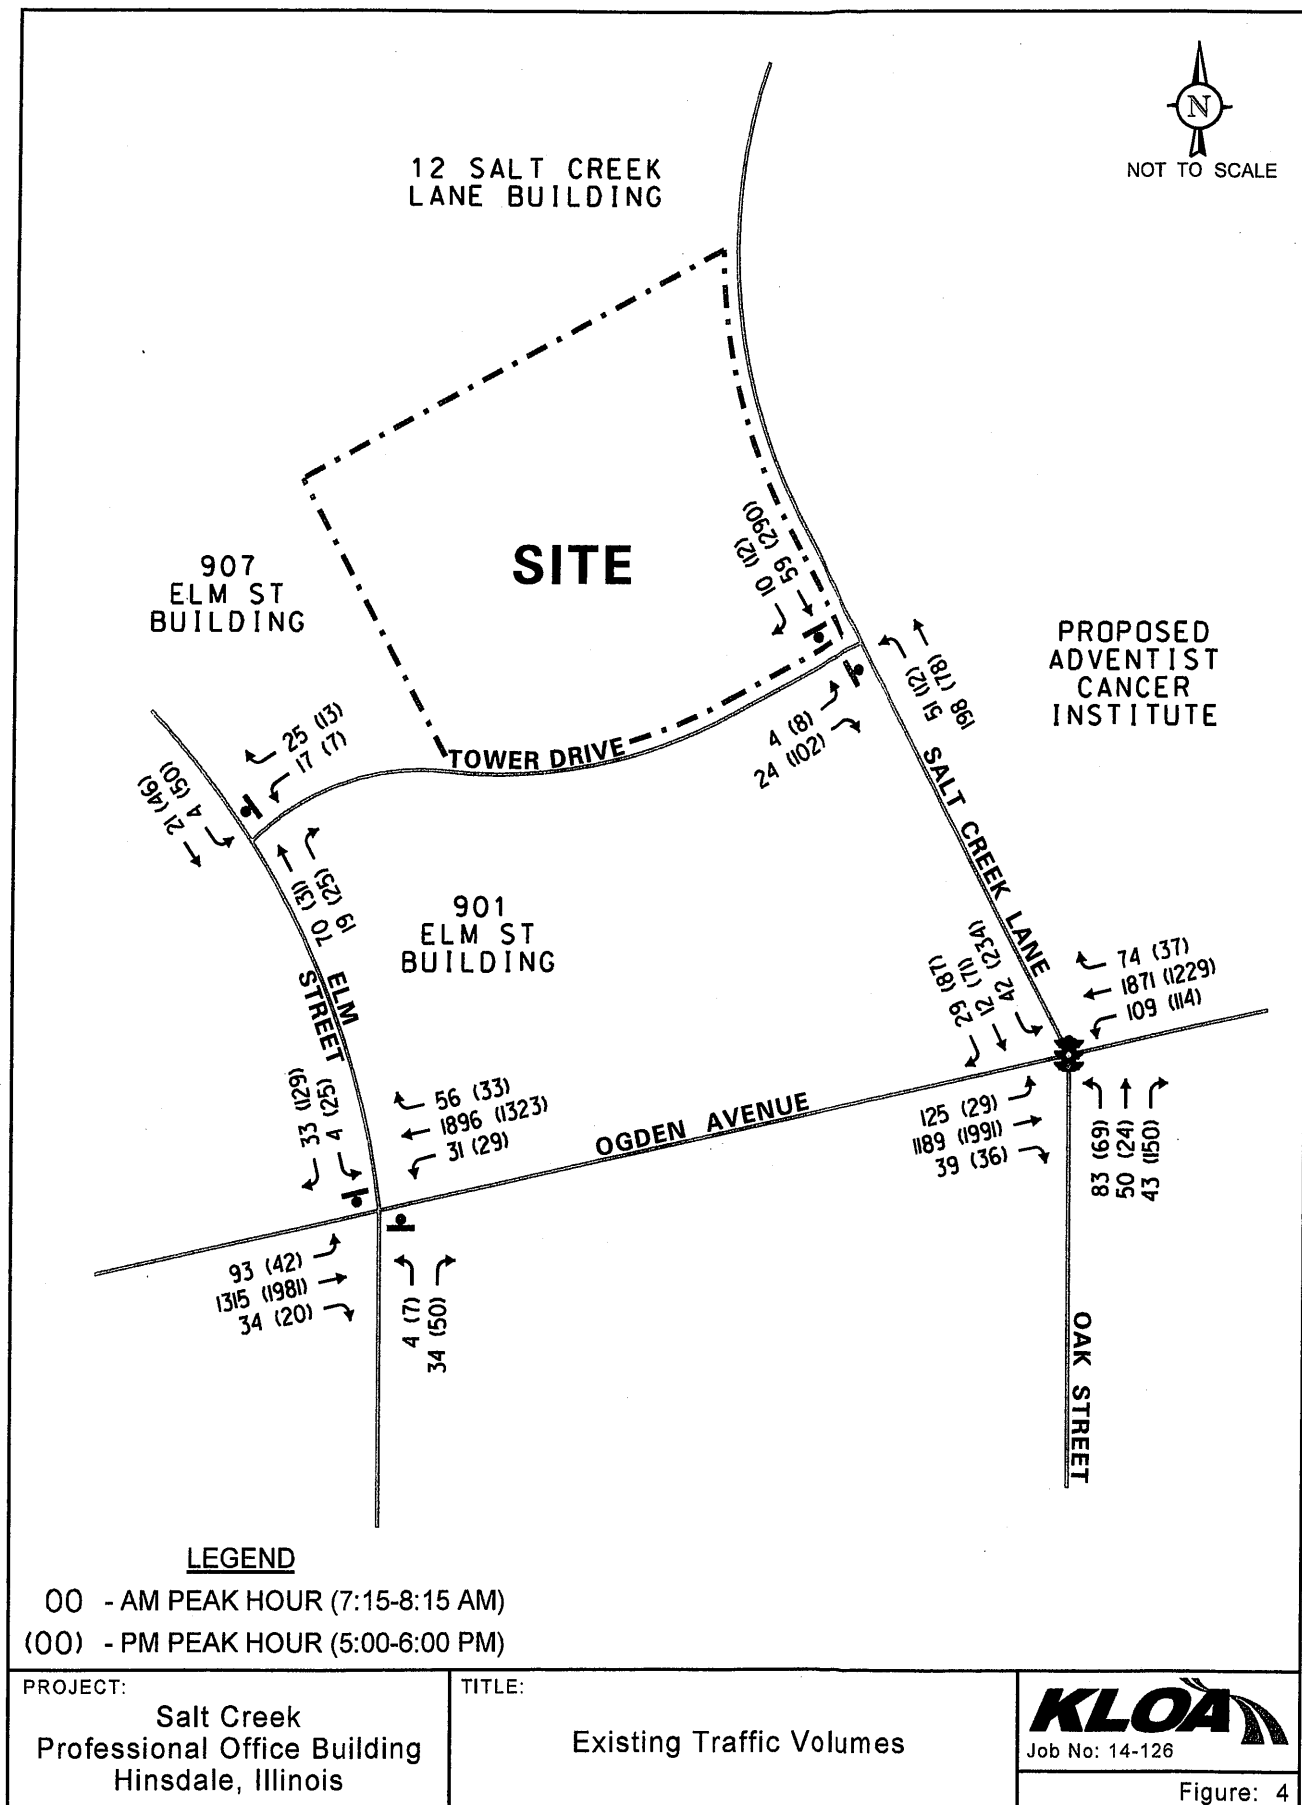 N
NOT TO SCALE
12 SALT CREEK
LANE BUILDING
907
ELM ST
BUILDING
SITE
10 (12)
59 (290)
PROPOSED
ADVENTIST
CANCER
INSTITUTE
51 (12)
198 (78)
4 (8)
24 (102)
25 (13)
17 (7)
TOWER DRIVE
21 (46)
4 (50)
70 (31)
19 (25)
SALT CREEK LANE
901
ELM ST
BUILDING
ELM
STREET
29 (87)
12 (71)
42 (234)
74 (37)
1871 (1229)
109 (114)
33 (129)
4 (25)
56 (33)
1896 (1323)
31 (29)
OGDEN AVENUE
125 (29)
1189 (1991)
39 (36)
83 (69)
50 (24)
43 (150)
93 (42)
1315 (1981)
34 (20)
4 (7)
34 (50)
OAK STREET
LEGEND
00 - AM PEAK HOUR (7:15-8:15 AM)
(00) - PM PEAK HOUR (5:00-6:00 PM)
PROJECT:
Salt Creek
Professional Office Building
Hinsdale, Illinois
TITLE:
Existing Traffic Volumes
KLOA
Job No: 14-126
Figure: 4